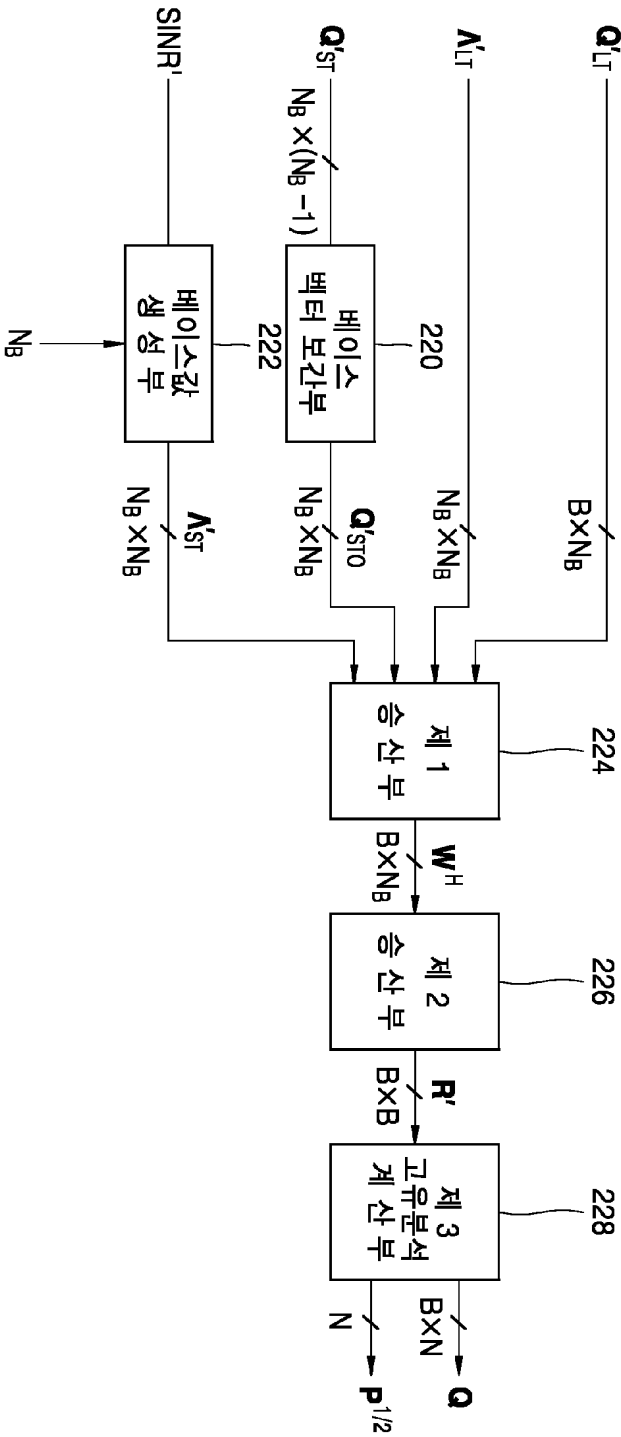 Q'LT
Λ'LT
Q'ST
SINR'
B×NB
NB×NB
NB×(NB-1)
베이스
벡터 보간부
220
Q'STO
NB×NB
베이스값
생 성 부
222
NB
Λ'ST
NB×NB
제 1
승 산 부
224
W^H
B×NB
제 2
승 산 부
226
R'
B×B
제 3
고유분석
계 산 부
228
B×N
Q
N
P^1/2